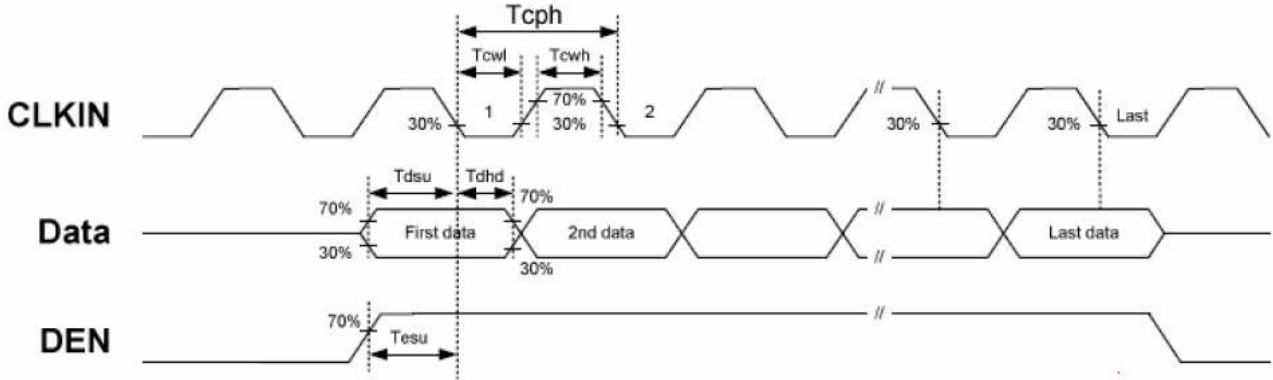 Tcph
Tcwl Tcwh
CLKIN 30% 1 70% 30% 2 // 30% 30% Last
Tdsu Tdhd
Data 70% 30% First data 70% 30% 2nd data // // Last data
DEN 70% Tesu //